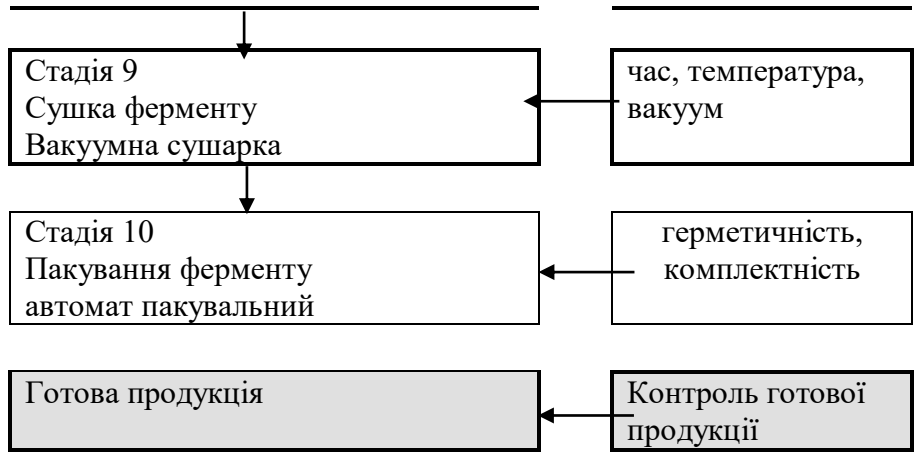 Стадія 9
Сушка ферменту
Вакуумна сушарка
час, температура,
вакуум
Стадія 10
Пакування ферменту
автомат пакувальний
герметичність,
комплектність
Готова продукція
Контроль готової
продукції